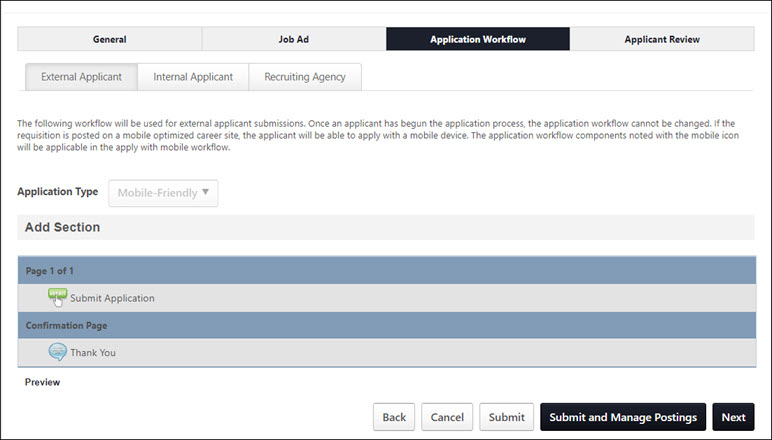 General Job Ad Application Workflow Applicant Review
External Applicant Internal Applicant Recruiting Agency
The following workflow will be used for external applicant submissions. Once an applicant has begun the application process, the application workflow cannot be changed. If the
requisition is posted on a mobile optimized career site, the applicant will be able to apply with a mobile device. The application workflow components noted with the mobile icon
will be applicable in the apply with mobile workflow.
Application Type Mobile-Friendly
Add Section
Page 1 of 1
Submit Application
Confirmation Page
Thank You
Preview
Back Cancel Submit Submit and Manage Postings Next